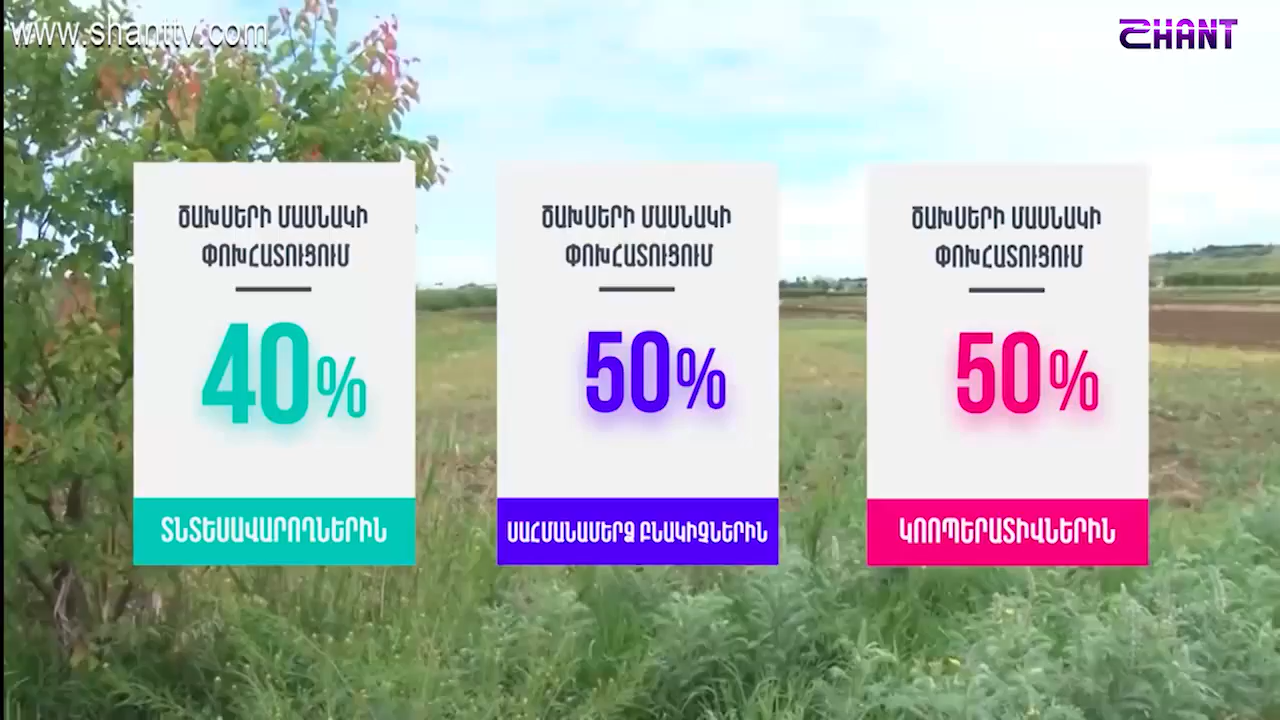 www.shanttv.com
SHANT
ԾԱԽՍԵՐԻ ՄԱՍՆԱԿԻ
ՓՈԽՀԱՏՈՒՑՈՒՄ
40%
ՏՆՏԵՍԱՎԱՐՈՂՆԵՐԻՆ
ԾԱԽՍԵՐԻ ՄԱՍՆԱԿԻ
ՓՈԽՀԱՏՈՒՑՈՒՄ
50%
ՍԱՀՄԱՆԱՄԵՐՁ ԲՆԱԿԻՉՆԵՐԻՆ
ԾԱԽՍԵՐԻ ՄԱՍՆԱԿԻ
ՓՈԽՀԱՏՈՒՑՈՒՄ
50%
ԿՈՈՊԵՐԱՏԻՎՆԵՐԻՆ